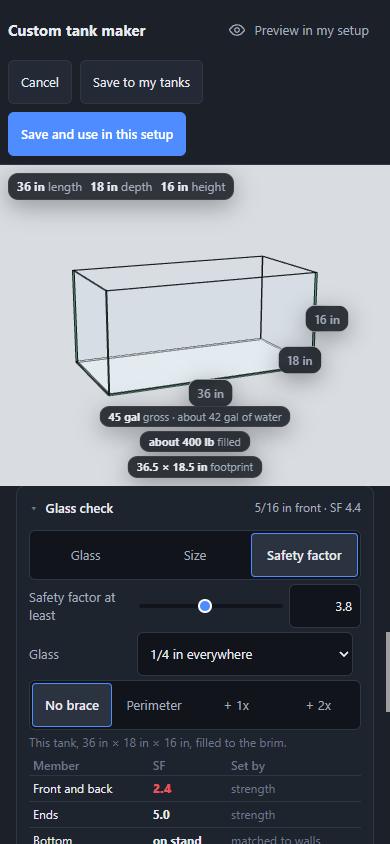 Custom tank maker
Preview in my setup
Cancel
Save to my tanks
Save and use in this setup
36 in length 18 in depth 16 in height
16 in
18 in
36 in
45 gal gross · about 42 gal of water
about 400 lb filled
36.5 × 18.5 in footprint
Glass check
5/16 in front · SF 4.4
Glass
Size
Safety factor
Safety factor at least
3.8
Glass
1/4 in everywhere
No brace
Perimeter
+ 1x
+ 2x
This tank, 36 in × 18 in × 16 in, filled to the brim.
Member SF Set by
Front and back 2.4 strength
Ends 5.0 strength
Bottom on stand matched to walls